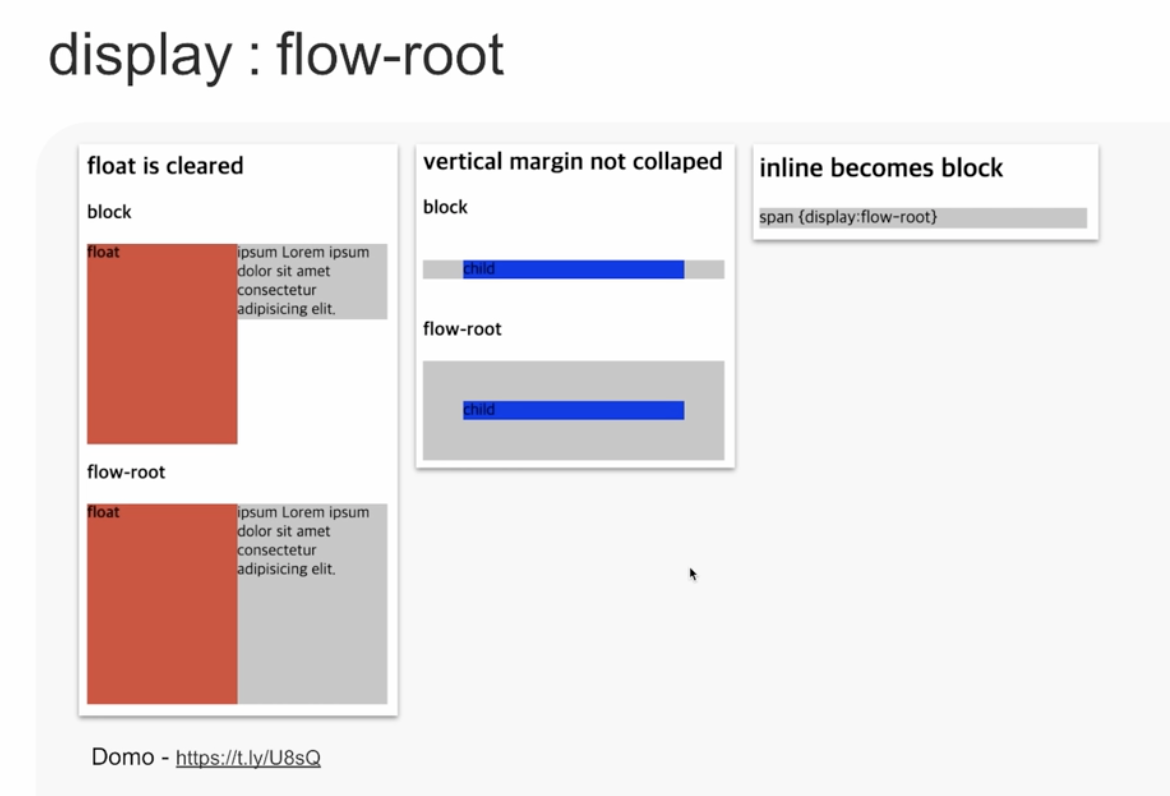 display : flow-root
float is cleared
block
float
ipsum Lorem ipsum
dolor sit amet
consectetur
adipisicing elit.
flow-root
float
ipsum Lorem ipsum
dolor sit amet
consectetur
adipisicing elit.
vertical margin not collaped
block
child
flow-root
child
inline becomes block
span {display:flow-root}
Domo - https://t.ly/U8sQ